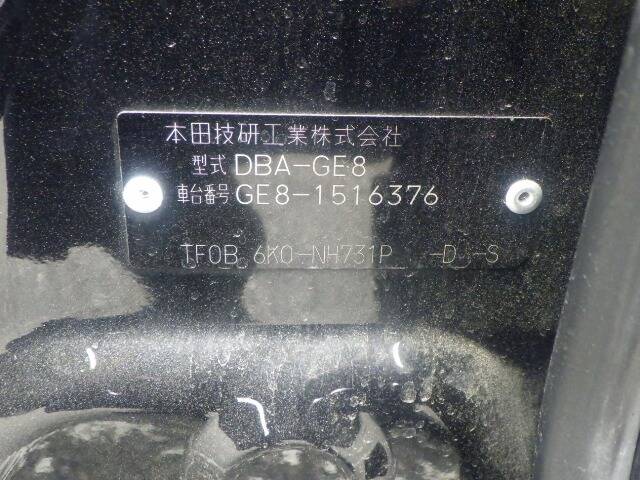 本田技研工業株式会社
型式 DBA-GE8
車台番号 GE8-1516376
TF0B 6K0-NH731P -D -S